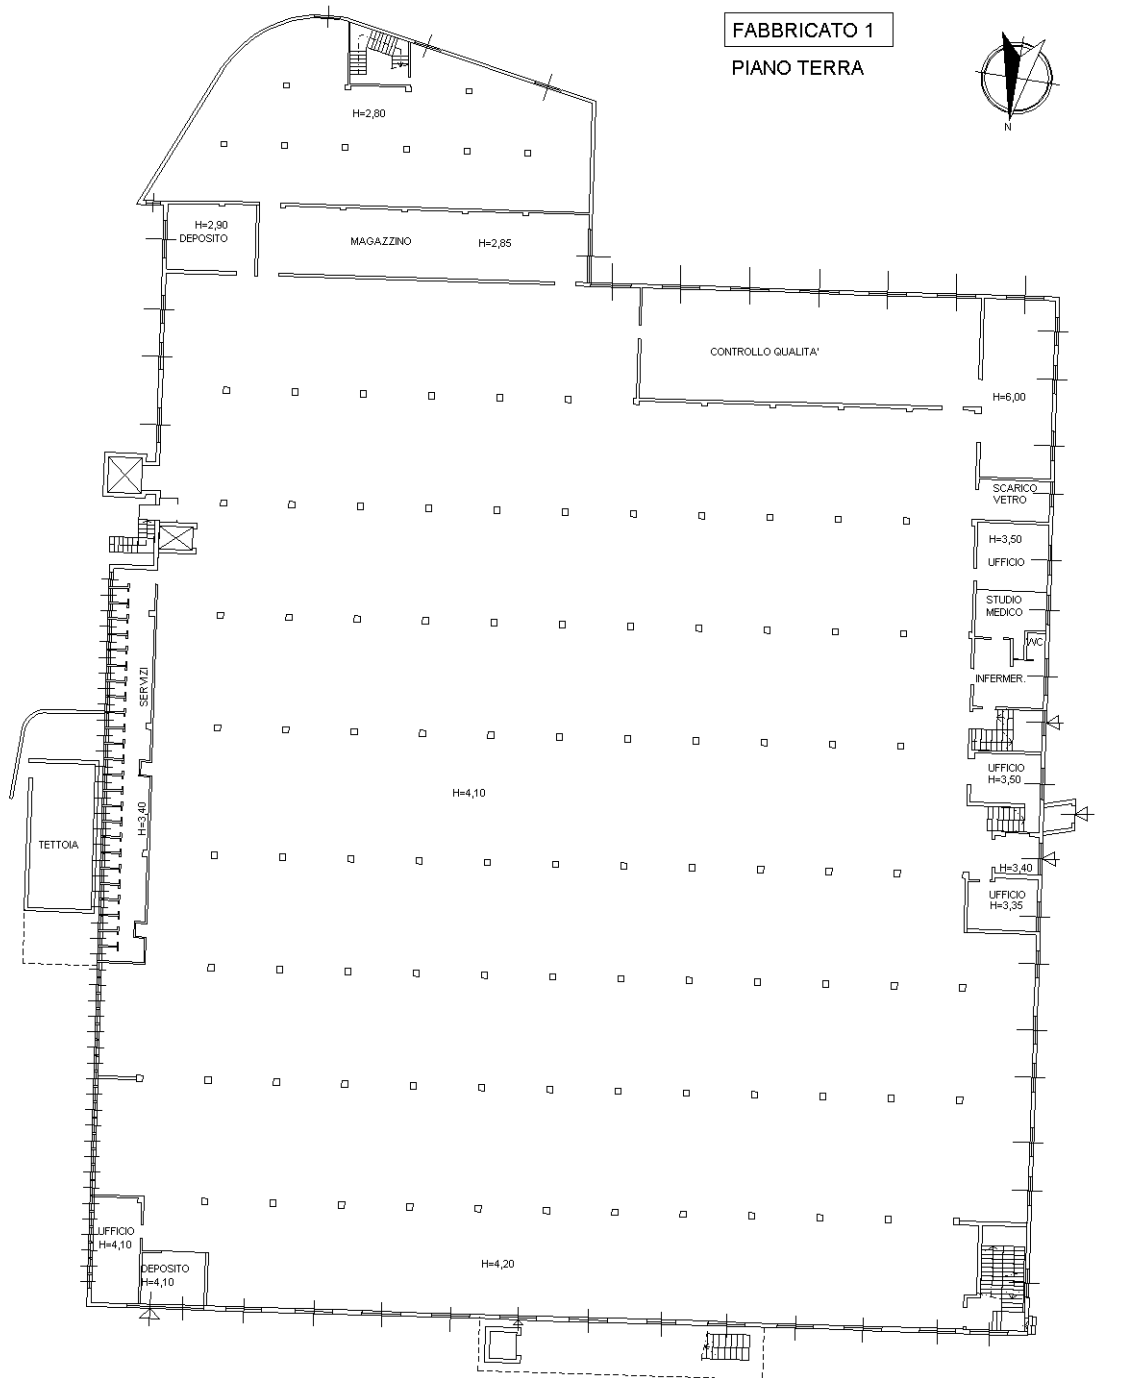 FABBRICATO 1
PIANO TERRA
N
H=2,80
H=2,90
DEPOSITO
MAGAZZINO
H=2,85
CONTROLLO QUALITA'
H=6,00
SCARICO
VETRO
H=3,50
UFFICIO
STUDIO
MEDICO
WC
INFERMER.
SERVIZI
UFFICIO
H=3,50
H=4,10
H=3,40
TETTOIA
H=3,40
UFFICIO
H=3,35
UFFICIO
H=4,10
DEPOSITO
H=4,10
H=4,20